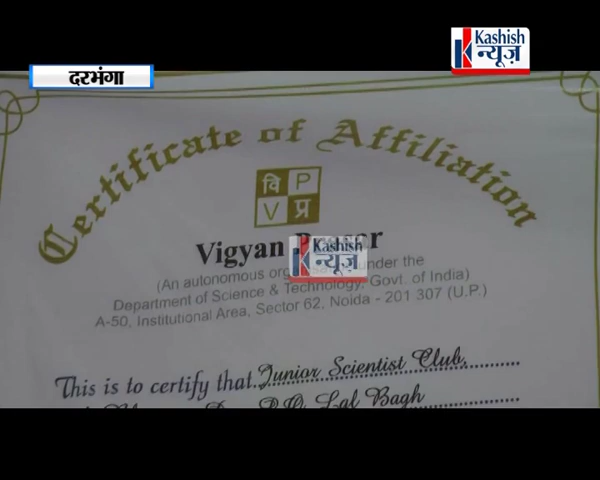 Kashish
न्यूज़
दरभंगा
Certificate of Affiliation
वि P
V प्र
Vigyan
Kashish
न्यूज़
(An autonomous under the
Department of Science & Technology, Govt. of India)
A-50, Institutional Area, Sector 62, Noida - 201 307 (U.P.)
This is to certify that Junior Scientist Club
P.O. Lal Bagh